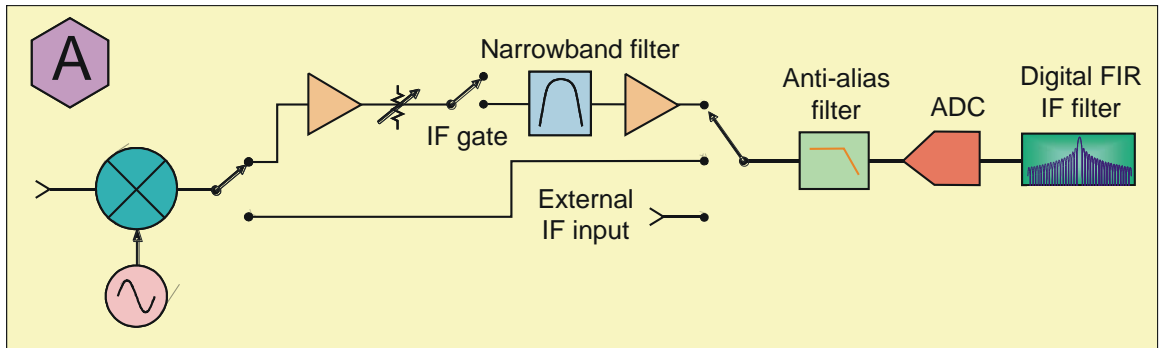 A
Narrowband filter
IF gate
External
IF input
Anti-alias
filter
ADC
Digital FIR
IF filter